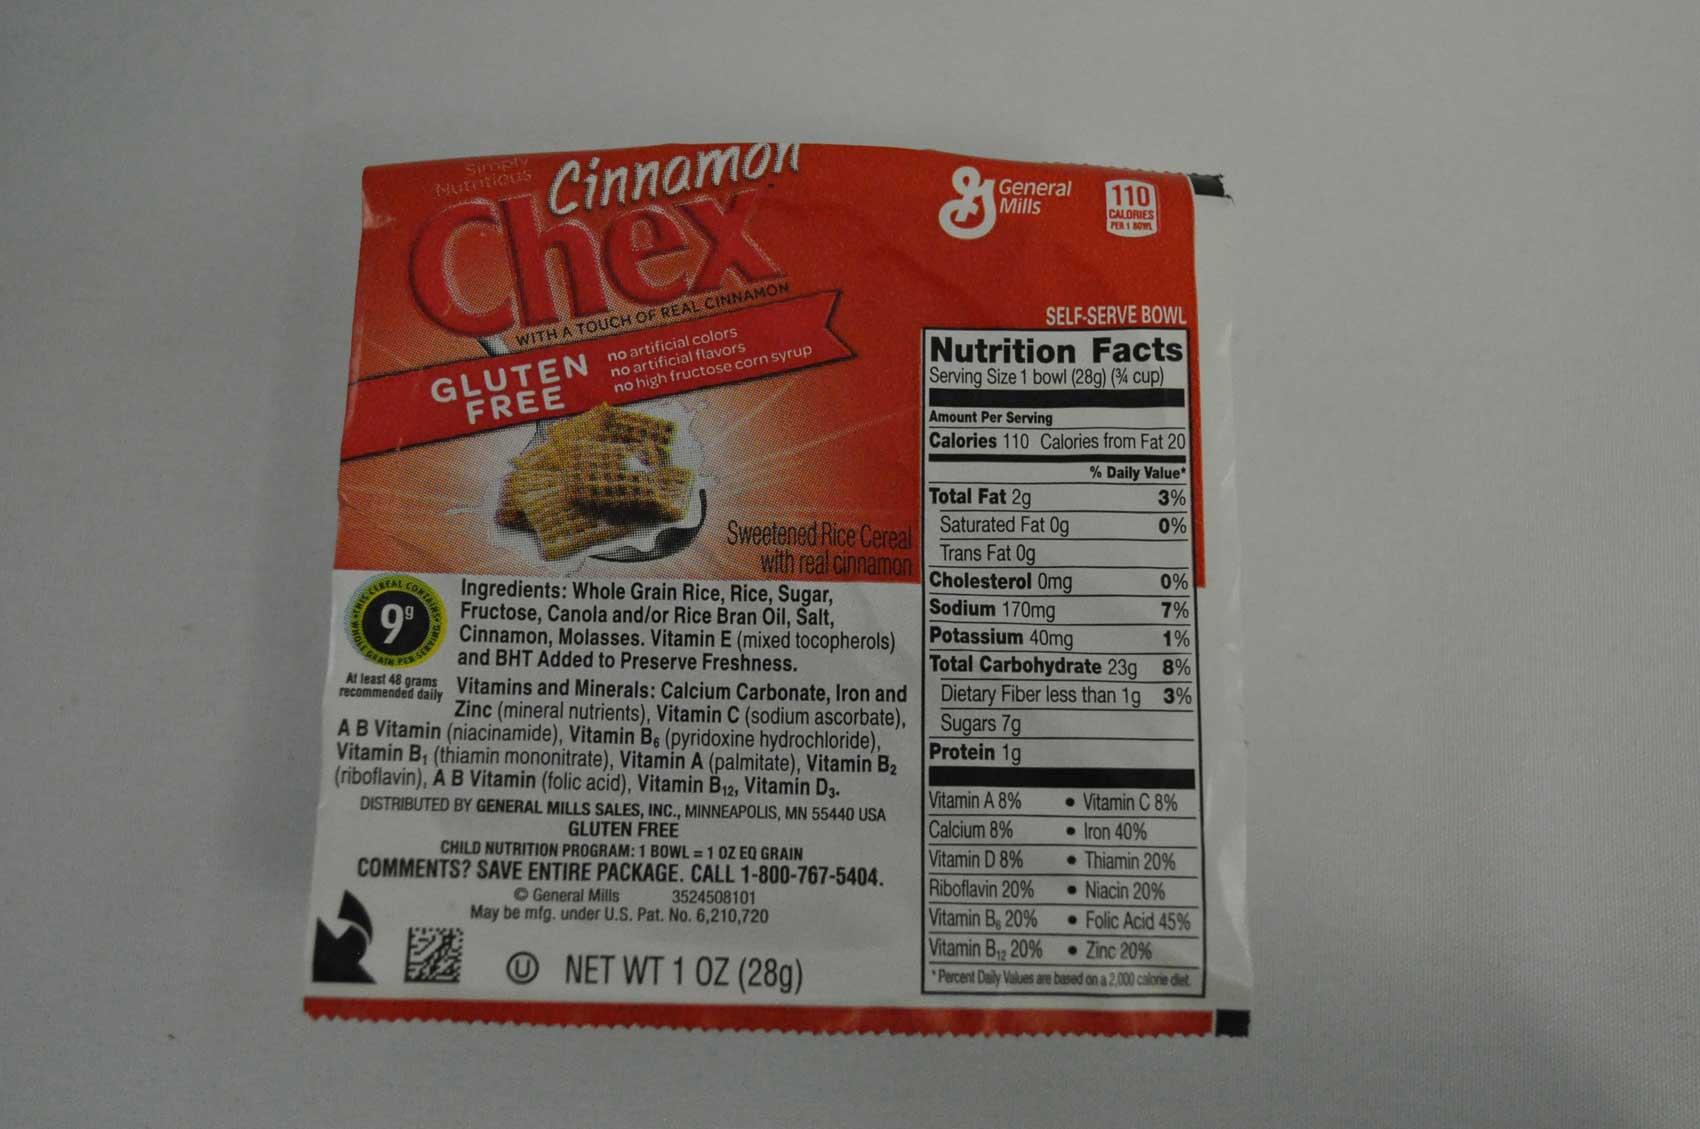 Simply
Nutritious
Cinnamon
Chex
WITH A TOUCH OF REAL CINNAMON
GLUTEN
FREE
no artificial colors
no artificial flavors
no high fructose corn syrup
General
Mills
110
CALORIES
PER 1 BOWL
SELF-SERVE BOWL
Sweetened Rice Cereal
with real cinnamon
THIS CEREAL CONTAINS
9g
WHOLE GRAIN PER SERVING
At least 48 grams
recommended daily
Ingredients: Whole Grain Rice, Rice, Sugar,
Fructose, Canola and/or Rice Bran Oil, Salt,
Cinnamon, Molasses. Vitamin E (mixed tocopherols)
and BHT Added to Preserve Freshness.
Vitamins and Minerals: Calcium Carbonate, Iron and
Zinc (mineral nutrients), Vitamin C (sodium ascorbate),
A B Vitamin (niacinamide), Vitamin B6 (pyridoxine hydrochloride),
Vitamin B1 (thiamin mononitrate), Vitamin A (palmitate), Vitamin B2
(riboflavin), A B Vitamin (folic acid), Vitamin B12, Vitamin D3.
DISTRIBUTED BY GENERAL MILLS SALES, INC., MINNEAPOLIS, MN 55440 USA
GLUTEN FREE
CHILD NUTRITION PROGRAM: 1 BOWL = 1 OZ EQ GRAIN
COMMENTS? SAVE ENTIRE PACKAGE. CALL 1-800-767-5404.
© General Mills 3524508101
May be mfg. under U.S. Pat. No. 6,210,720
U NET WT 1 OZ (28g)
Nutrition Facts
Serving Size 1 bowl (28g) (¾ cup)
Amount Per Serving
Calories 110 Calories from Fat 20
% Daily Value*
Total Fat 2g 3%
Saturated Fat 0g 0%
Trans Fat 0g
Cholesterol 0mg 0%
Sodium 170mg 7%
Potassium 40mg 1%
Total Carbohydrate 23g 8%
Dietary Fiber less than 1g 3%
Sugars 7g
Protein 1g
Vitamin A 8% • Vitamin C 8%
Calcium 8% • Iron 40%
Vitamin D 8% • Thiamin 20%
Riboflavin 20% • Niacin 20%
Vitamin B6 20% • Folic Acid 45%
Vitamin B12 20% • Zinc 20%
*Percent Daily Values are based on a 2,000 calorie diet.